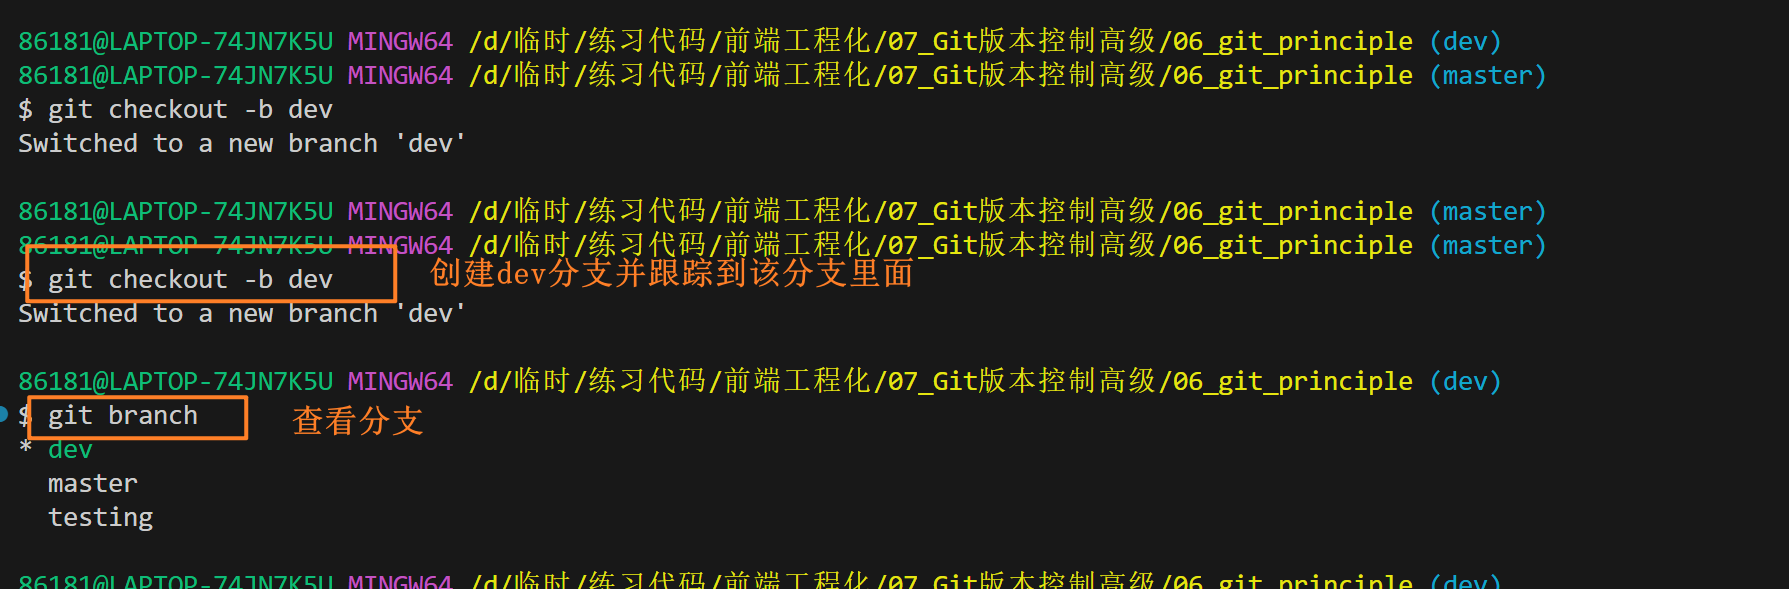 86181@LAPTOP-74JN7K5U MINGW64 /d/临时/练习代码/前端工程化/07_Git版本控制高级/06_git_principle (dev)
86181@LAPTOP-74JN7K5U MINGW64 /d/临时/练习代码/前端工程化/07_Git版本控制高级/06_git_principle (master)
$ git checkout -b dev
Switched to a new branch 'dev'
86181@LAPTOP-74JN7K5U MINGW64 /d/临时/练习代码/前端工程化/07_Git版本控制高级/06_git_principle (master)
86181@LAPTOP-74JN7K5U MINGW64 /d/临时/练习代码/前端工程化/07_Git版本控制高级/06_git_principle (master)
$ git checkout -b dev 创建dev分支并跟踪到该分支里面
Switched to a new branch 'dev'
86181@LAPTOP-74JN7K5U MINGW64 /d/临时/练习代码/前端工程化/07_Git版本控制高级/06_git_principle (dev)
$ git branch 查看分支
* dev
master
testing
86181@LAPTOP-74JN7K5U MINGW64 /d/临时/练习代码/前端工程化/07_Git版本控制高级/06_git_principle (dev)